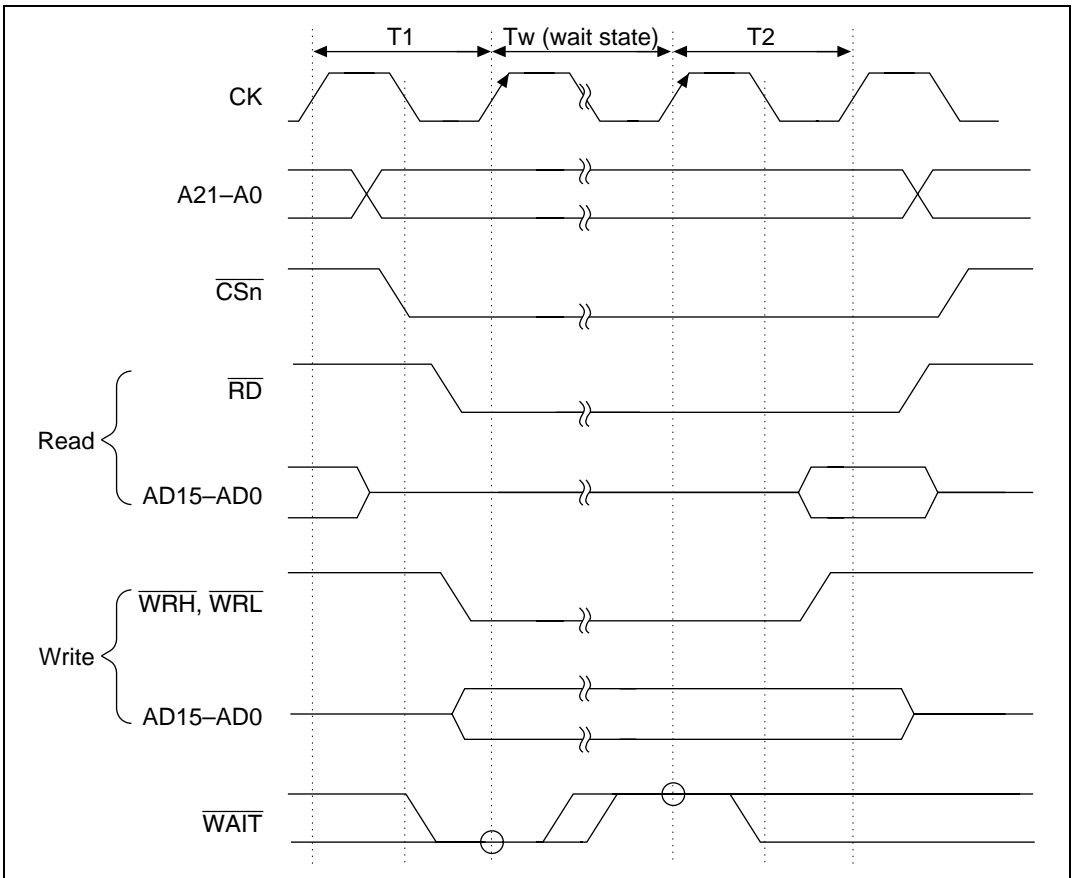 T1 Tw (wait state) T2
CK
A21–A0
CSn
RD
Read
AD15–AD0
WRH, WRL
Write
AD15–AD0
WAIT